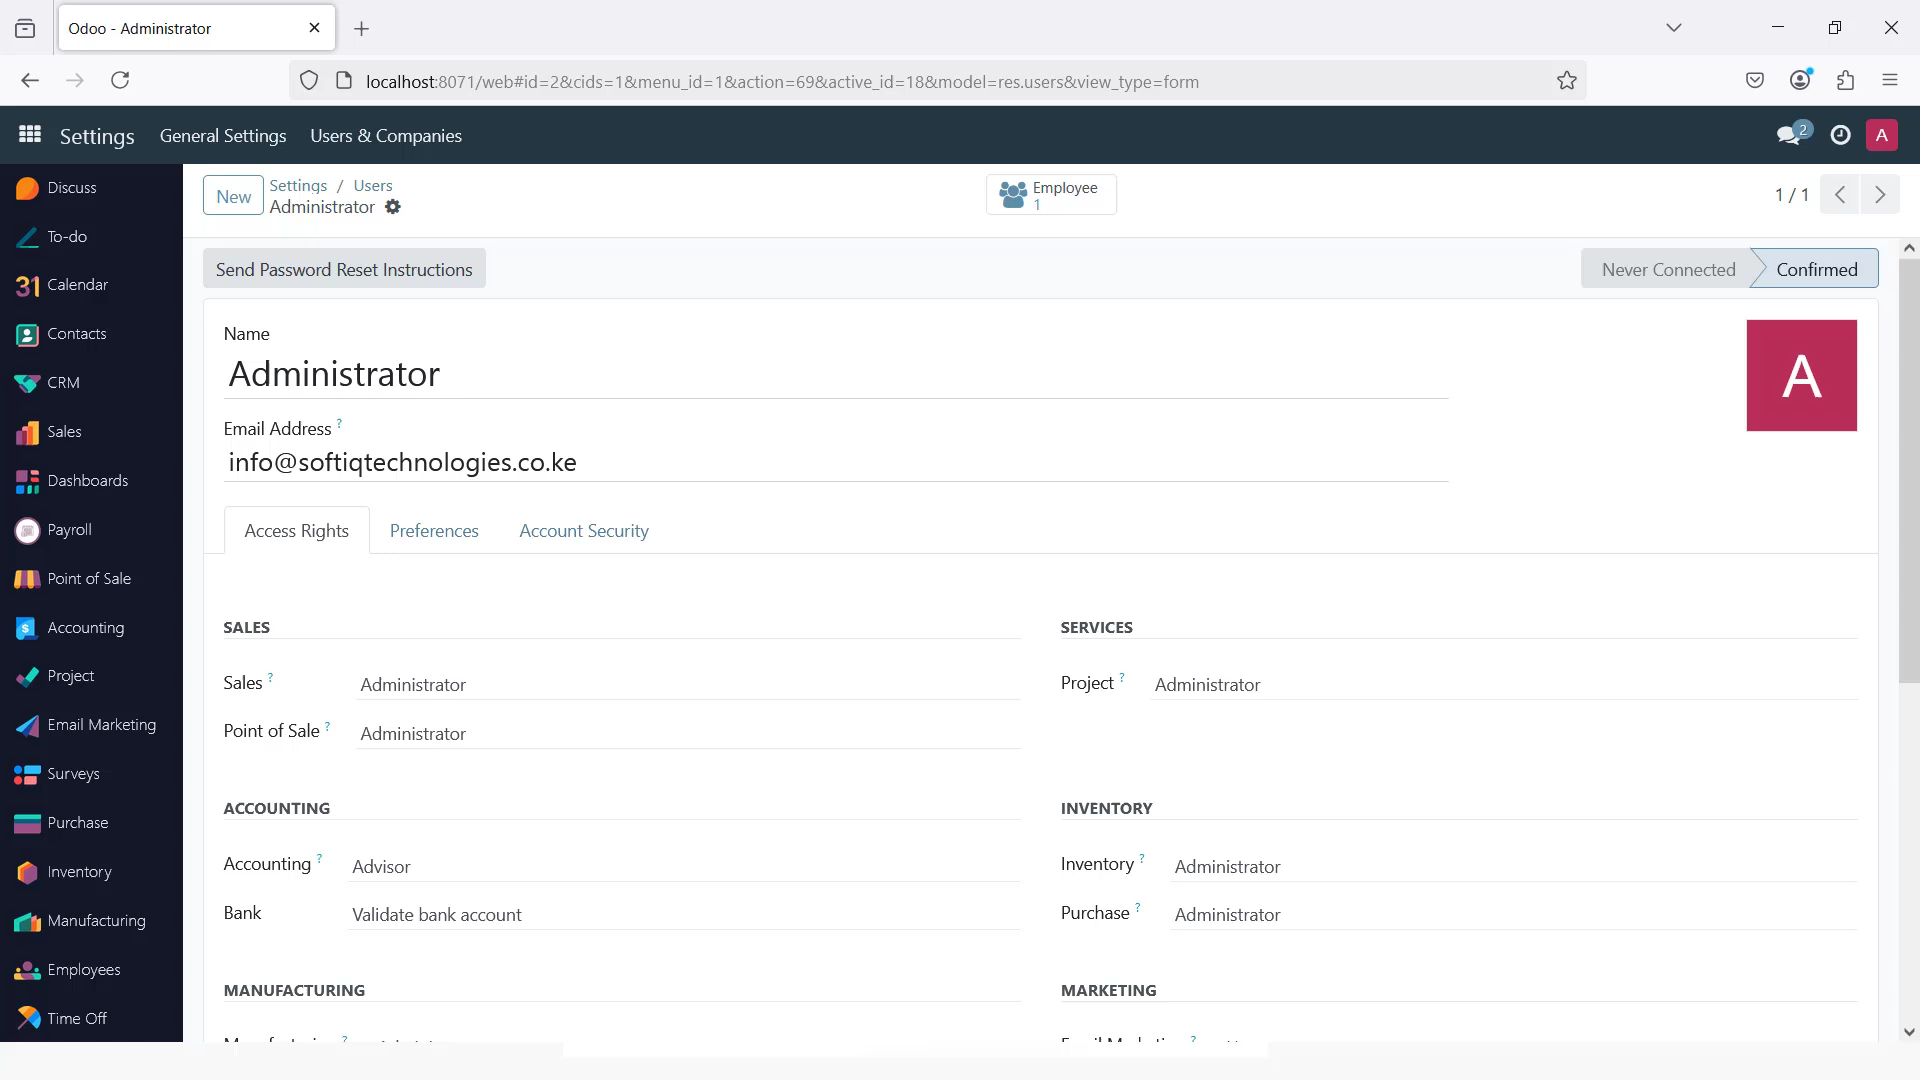 Odoo - Administrator
localhost:8071/web#id=2&cids=1&menu_id=1&action=69&active_id=18&model=res.users&view_type=form
Settings General Settings Users & Companies 2 A
Discuss
To-do
31 Calendar
Contacts
CRM
Sales
Dashboards
Payroll
Point of Sale
$ Accounting
Project
Email Marketing
Surveys
Purchase
Inventory
Manufacturing
Employees
Time Off
New
Settings / Users
Administrator
Employee
1
1 / 1
Send Password Reset Instructions
Never Connected Confirmed
Name
Administrator
A
Email Address ?
info@softiqtechnologies.co.ke
Access Rights Preferences Account Security
SALES
Sales ? Administrator
Point of Sale ? Administrator
SERVICES
Project ? Administrator
ACCOUNTING
Accounting ? Advisor
Bank Validate bank account
INVENTORY
Inventory ? Administrator
Purchase ? Administrator
MANUFACTURING
MARKETING